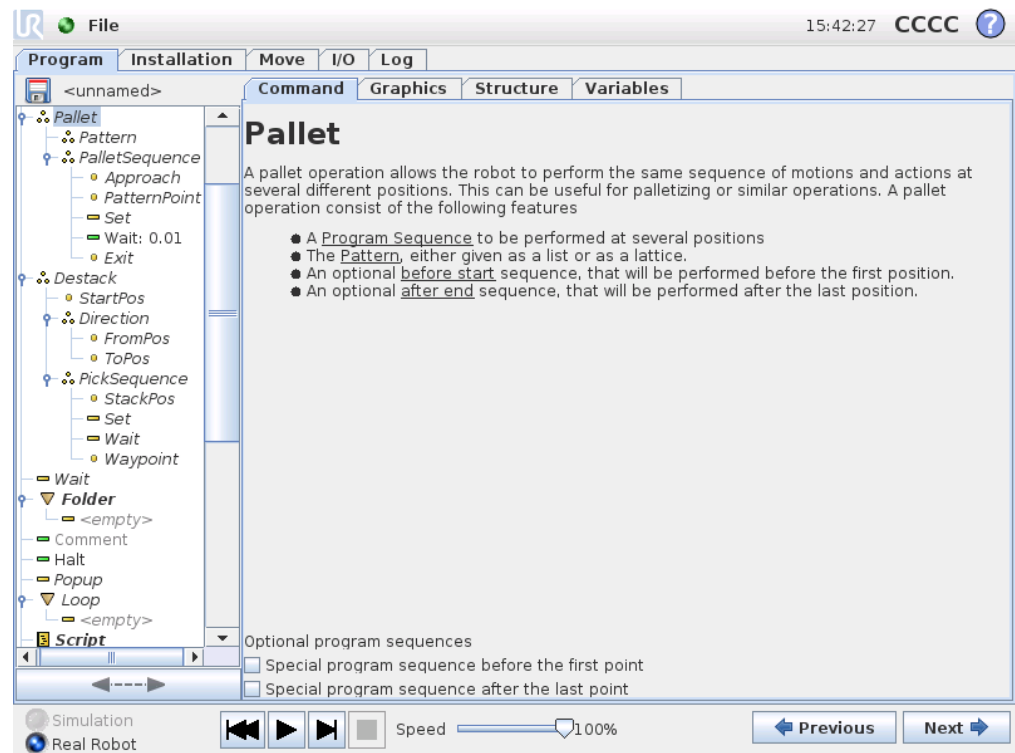 UR File 15:42:27 CCCC ?
Program Installation Move I/O Log
<unnamed>
Command Graphics Structure Variables
Pallet
Pattern
PalletSequence
Approach
PatternPoint
Set
Wait: 0.01
Exit
Destack
StartPos
Direction
FromPos
ToPos
PickSequence
StackPos
Set
Wait
Waypoint
Wait
Folder
<empty>
Comment
Halt
Popup
Loop
<empty>
Script
Pallet
A pallet operation allows the robot to perform the same sequence of motions and actions at
several different positions. This can be useful for palletizing or similar operations. A pallet
operation consist of the following features
● A Program Sequence to be performed at several positions
● The Pattern, either given as a list or as a lattice.
● An optional before start sequence, that will be performed before the first position.
● An optional after end sequence, that will be performed after the last position.
Optional program sequences
Special program sequence before the first point
Special program sequence after the last point
Simulation
Real Robot
Speed 100%
Previous Next